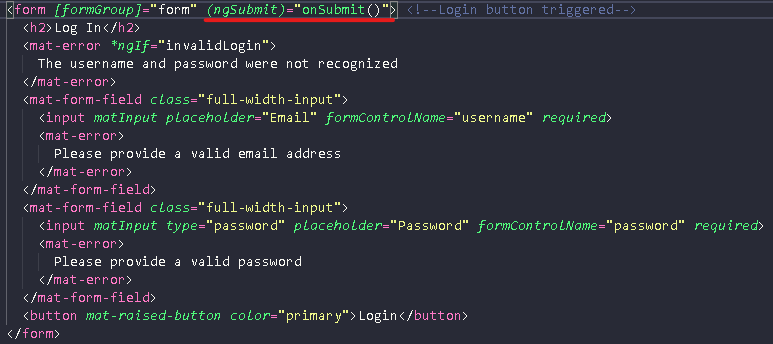 <form [formGroup]="form" (ngSubmit)="onSubmit()"> <!--Login button triggered-->
<h2>Log In</h2>
<mat-error *ngIf="invalidLogin">
The username and password were not recognized
</mat-error>
<mat-form-field class="full-width-input">
<input matInput placeholder="Email" formControlName="username" required>
<mat-error>
Please provide a valid email address
</mat-error>
</mat-form-field>
<mat-form-field class="full-width-input">
<input matInput type="password" placeholder="Password" formControlName="password" required>
<mat-error>
Please provide a valid password
</mat-error>
</mat-form-field>
<button mat-raised-button color="primary">Login</button>
</form>